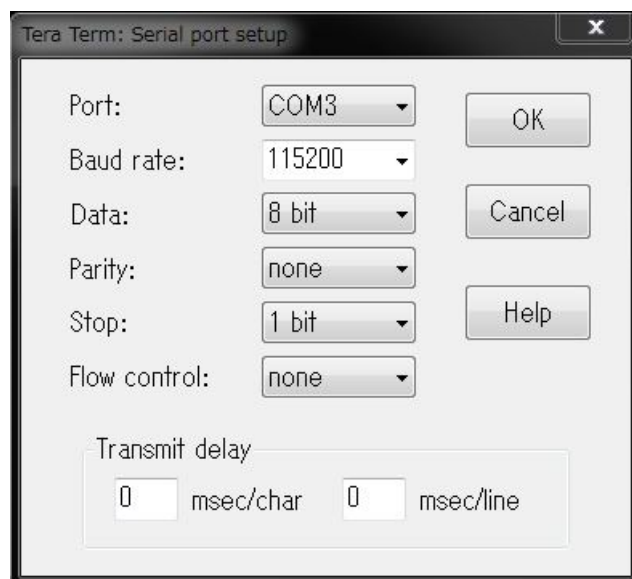 Tera Term: Serial port setup
x
Port: COM3
OK
Baud rate: 115200
Data: 8 bit
Cancel
Parity: none
Stop: 1 bit
Help
Flow control: none
Transmit delay
0 msec/char 0 msec/line